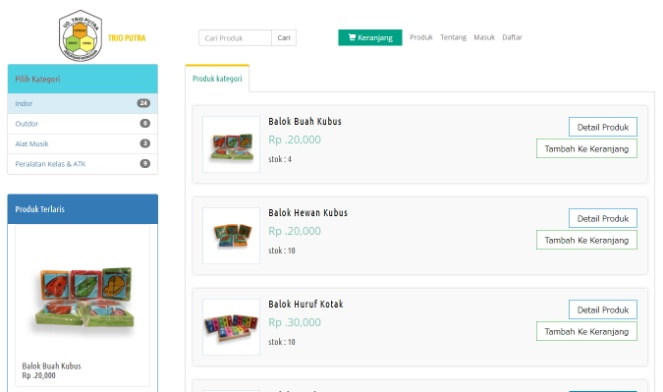 UD. TRIO PUTRA
TRIO PUTRA
Cari Produk
Cari
Keranjang
Produk
Tentang
Masuk
Daftar
Pilih Kategori
Indor 24
Outdor
Alat Musik
Peralatan Kelas & ATK
Produk Terlaris
Balok Buah Kubus
Rp .20,000
Produk kategori
Balok Buah Kubus
Rp .20,000
stok : 4
Detail Produk
Tambah Ke Keranjang
Balok Hewan Kubus
Rp .20,000
stok : 10
Detail Produk
Tambah Ke Keranjang
Balok Huruf Kotak
Rp .30,000
stok : 10
Detail Produk
Tambah Ke Keranjang